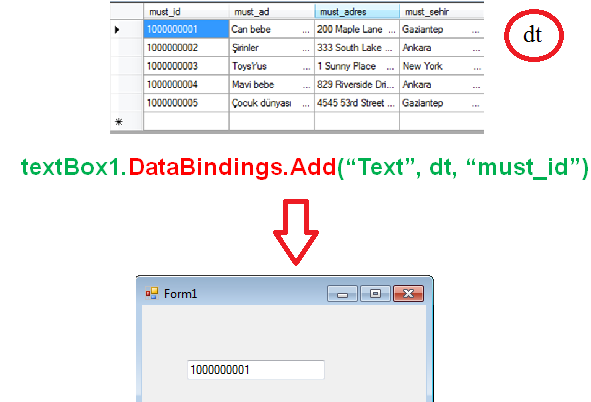 must_id must_ad must_adres must_sehir
1000000001 Can bebe ... 200 Maple Lane ... Gaziantep ...
dt
1000000002 Şirinler ... 333 South Lake ... Ankara ...
1000000003 ToysYus ... 1 Sunny Place ... New York ...
1000000004 Mavi bebe ... 829 Riverside Dri... Ankara ...
1000000005 Çocuk dünyası ... 4545 53rd Street ... Gaziantep ...
textBox1.DataBindings.Add(“Text”, dt, “must_id”)
Form1
1000000001